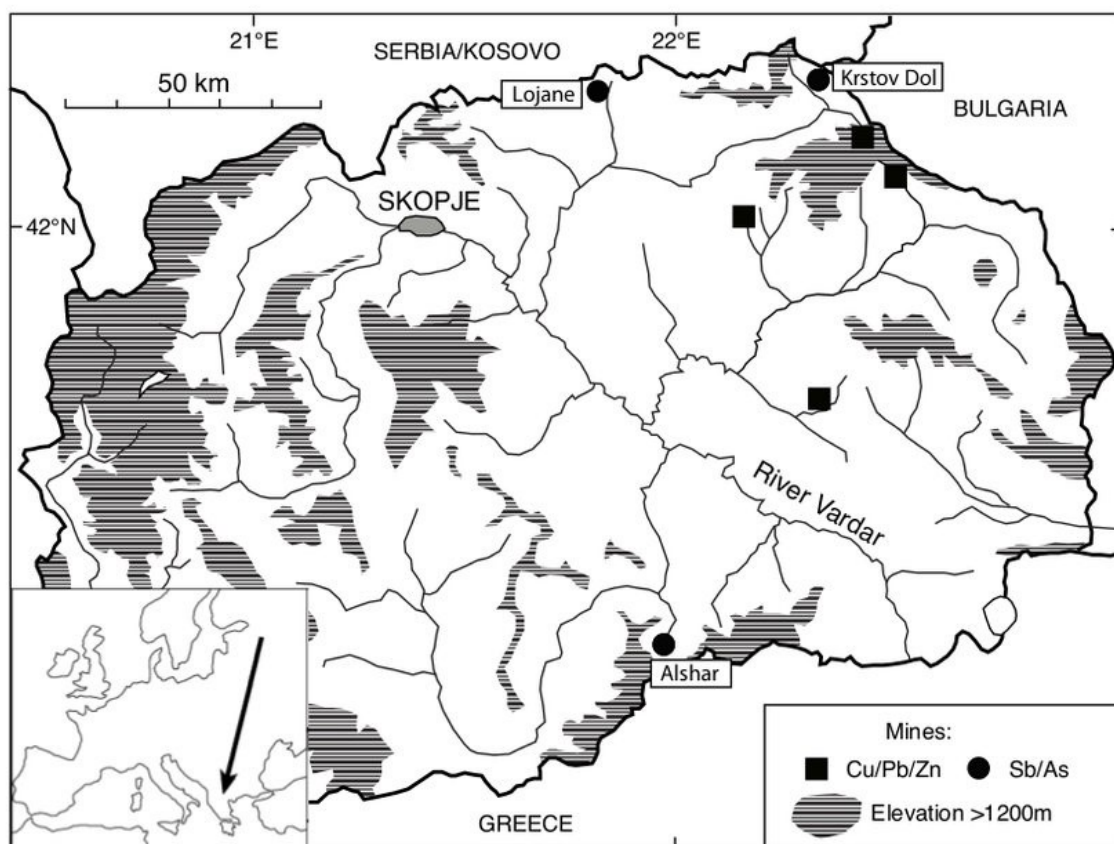 21°E
22°E
SERBIA/KOSOVO
50 km
Lojane
Krstov Dol
BULGARIA
SKOPJE
42°N
River Vardar
Alshar
GREECE
Mines:
Cu/Pb/Zn
Sb/As
Elevation >1200m